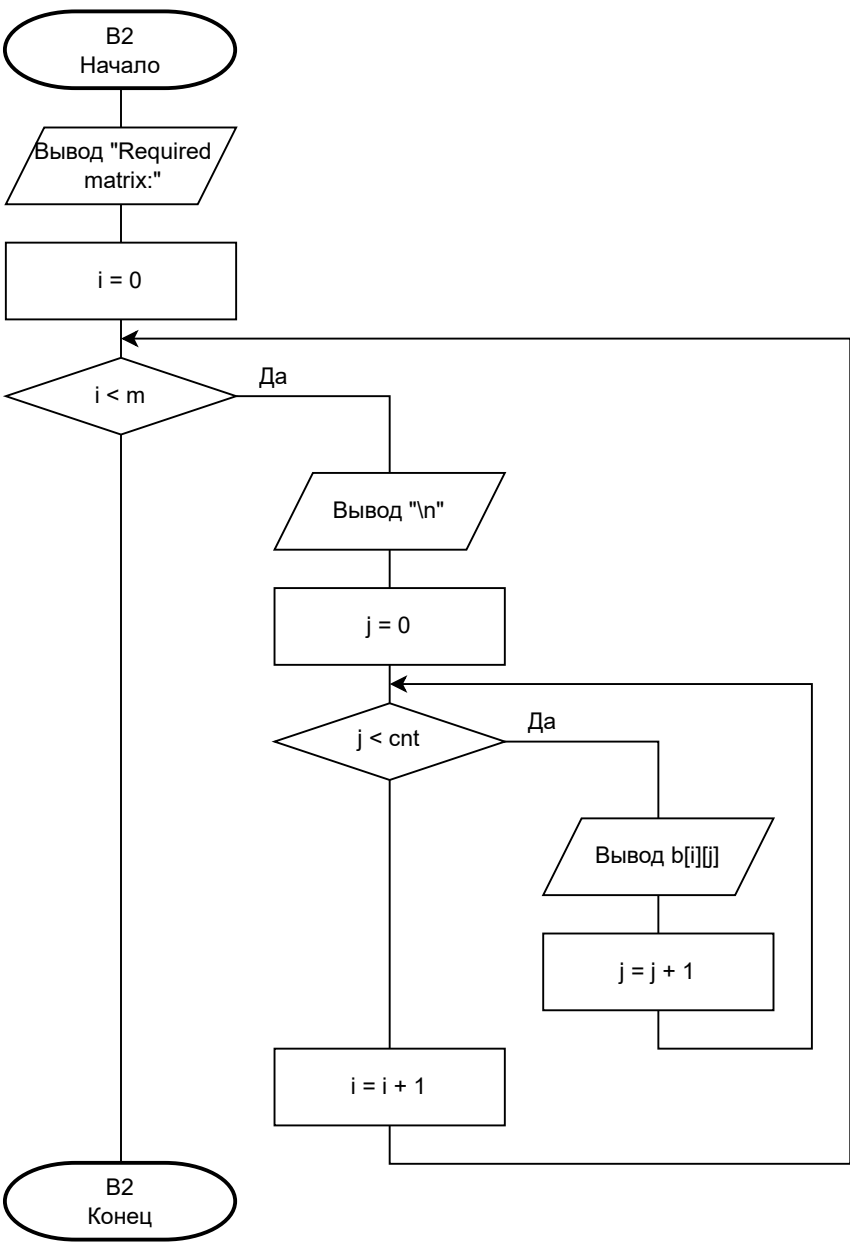 B2
Начало
Вывод "Required
matrix:"
i = 0
i < m
Да
Вывод "\n"
j = 0
j < cnt
Да
Вывод b[i][j]
j = j + 1
i = i + 1
B2
Конец